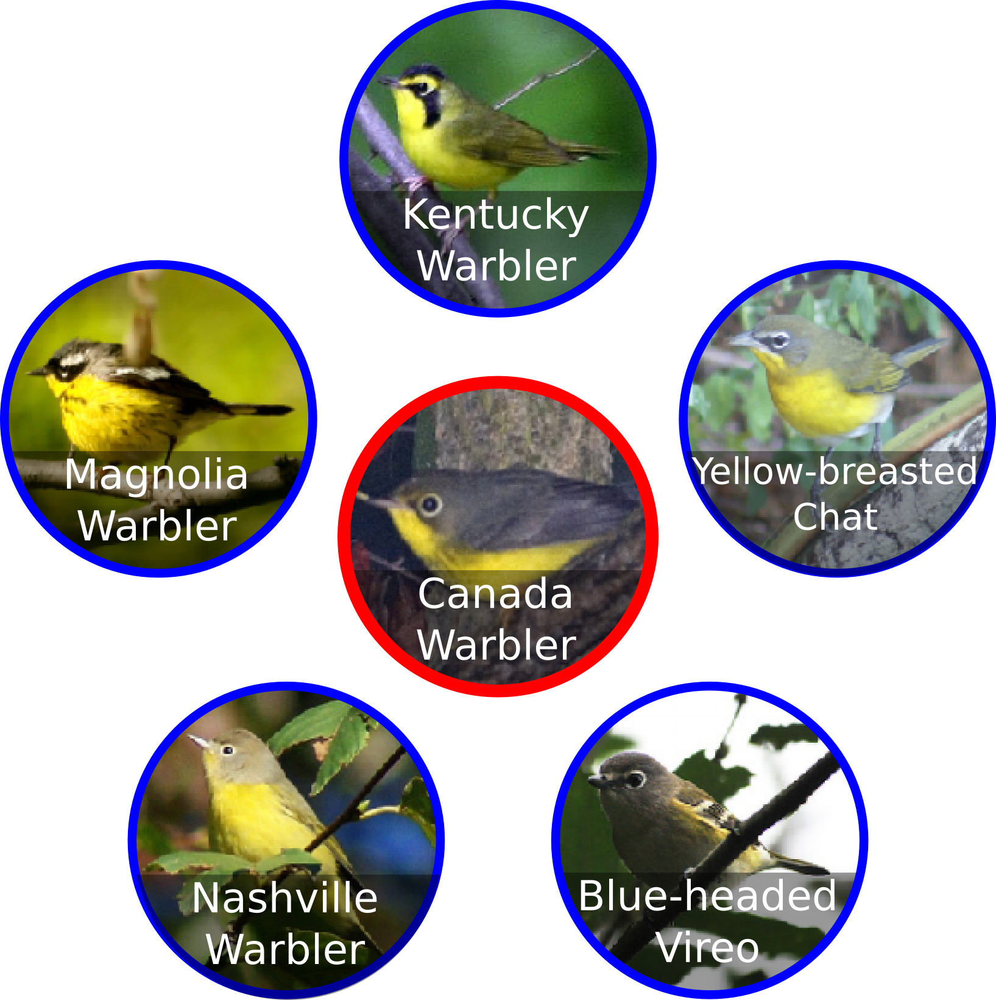 Kentucky
Warbler
Magnolia
Warbler
Yellow-breasted
Chat
Canada
Warbler
Nashville
Warbler
Blue-headed
Vireo